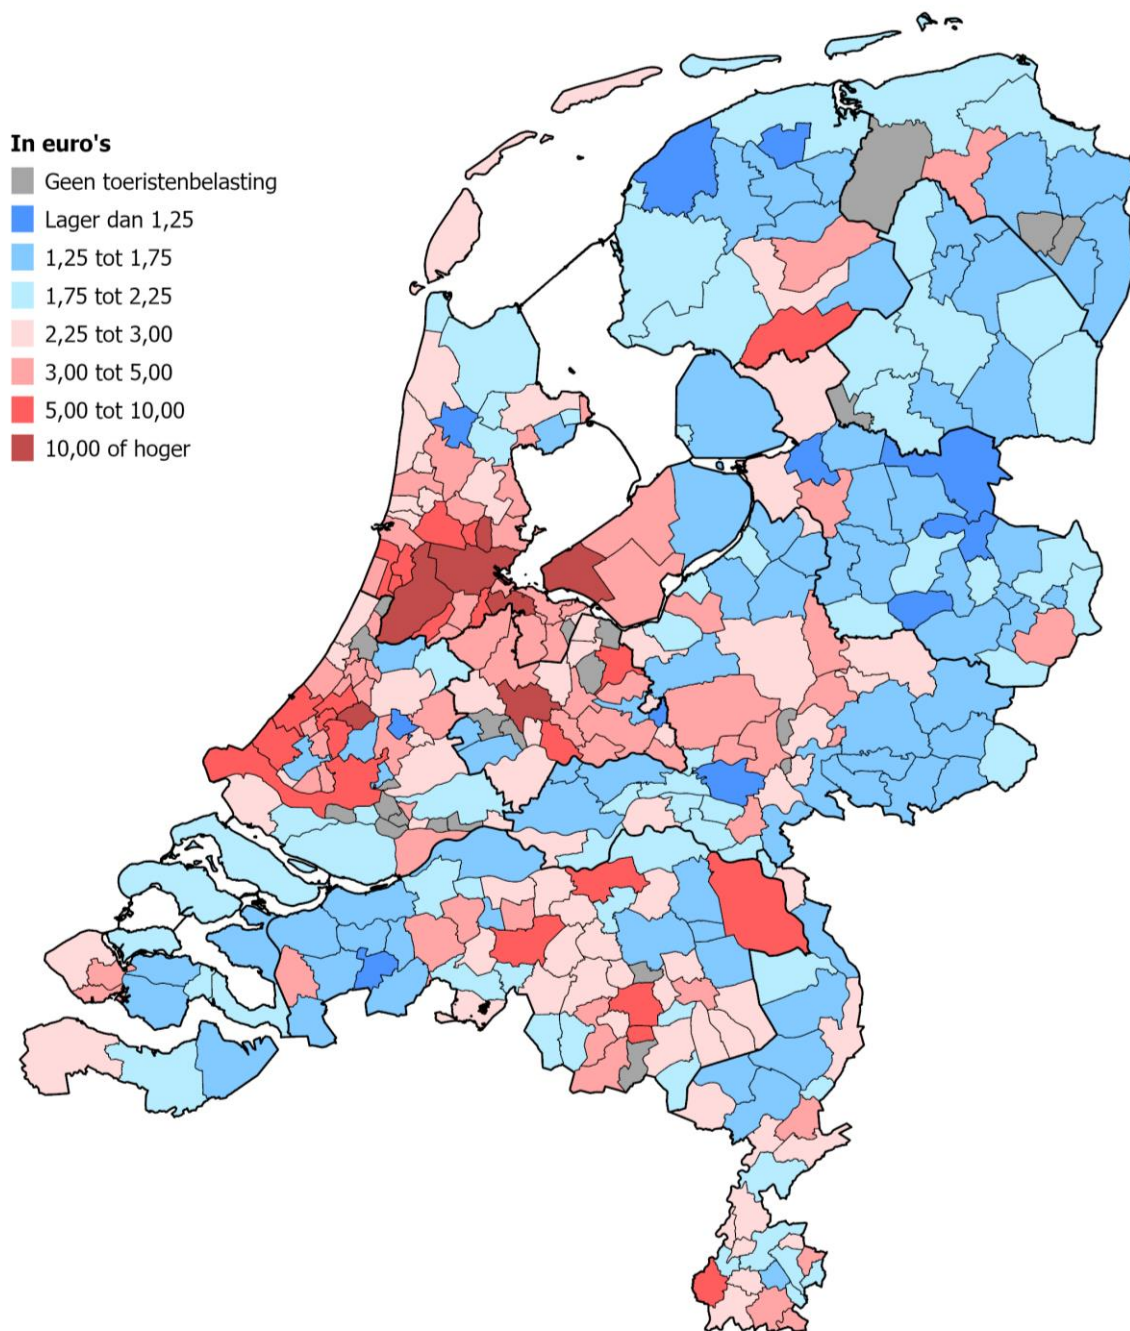 In euro's
Geen toeristenbelasting
Lager dan 1,25
1,25 tot 1,75
1,75 tot 2,25
2,25 tot 3,00
3,00 tot 5,00
5,00 tot 10,00
10,00 of hoger